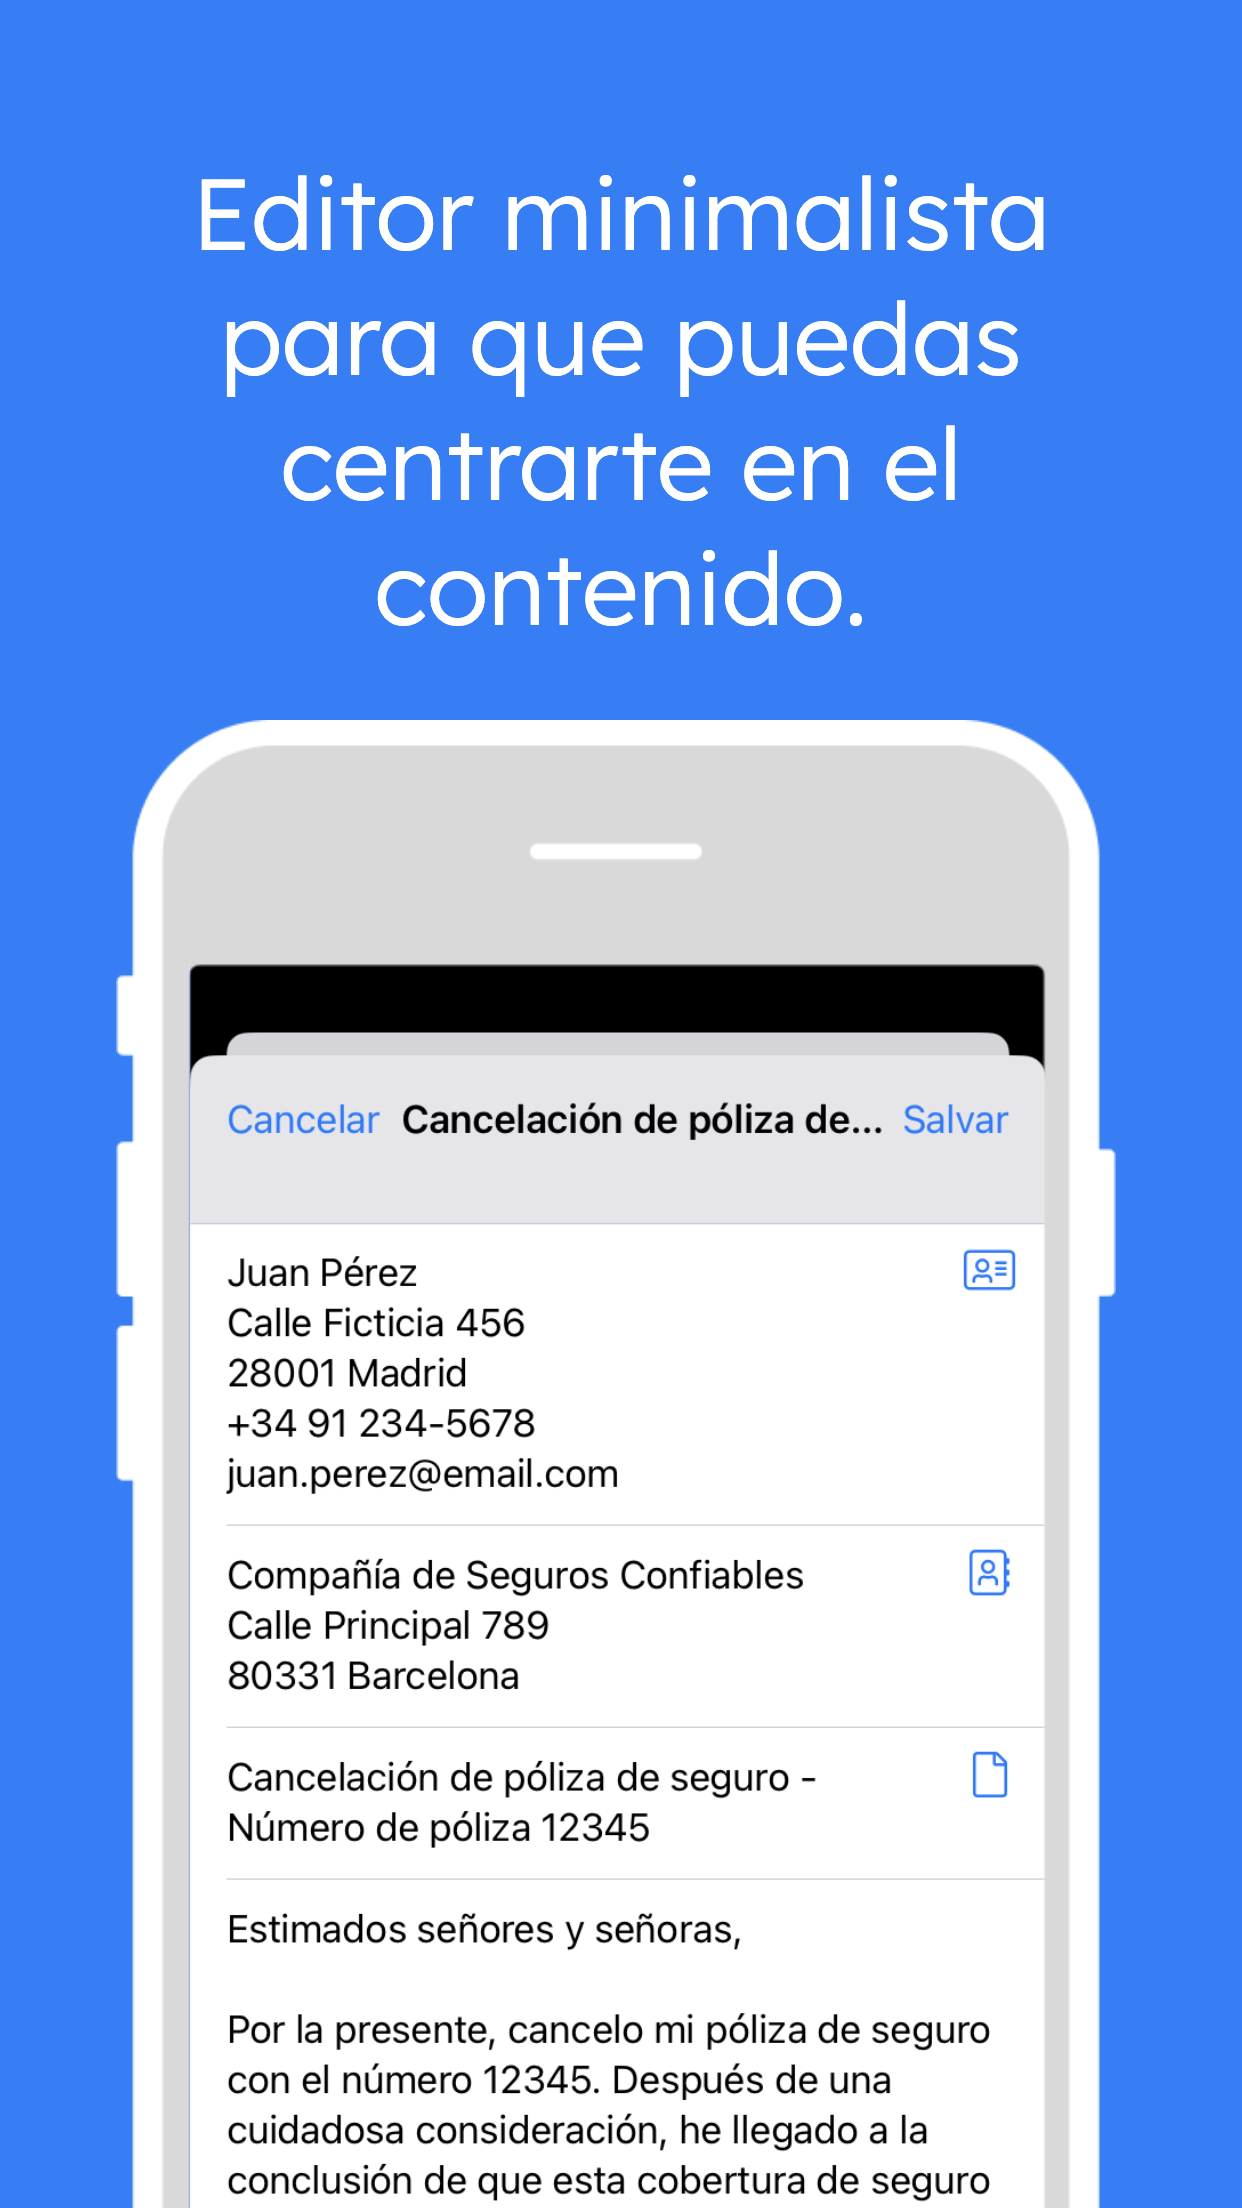 Editor minimalista
para que puedas
centrarte en el
contenido.
Cancelar Cancelación de póliza de... Salvar
Juan Pérez
Calle Ficticia 456
28001 Madrid
+34 91 234-5678
juan.perez@email.com
Compañía de Seguros Confiables
Calle Principal 789
80331 Barcelona
Cancelación de póliza de seguro -
Número de póliza 12345
Estimados señores y señoras,
Por la presente, cancelo mi póliza de seguro
con el número 12345. Después de una
cuidadosa consideración, he llegado a la
conclusión de que esta cobertura de seguro